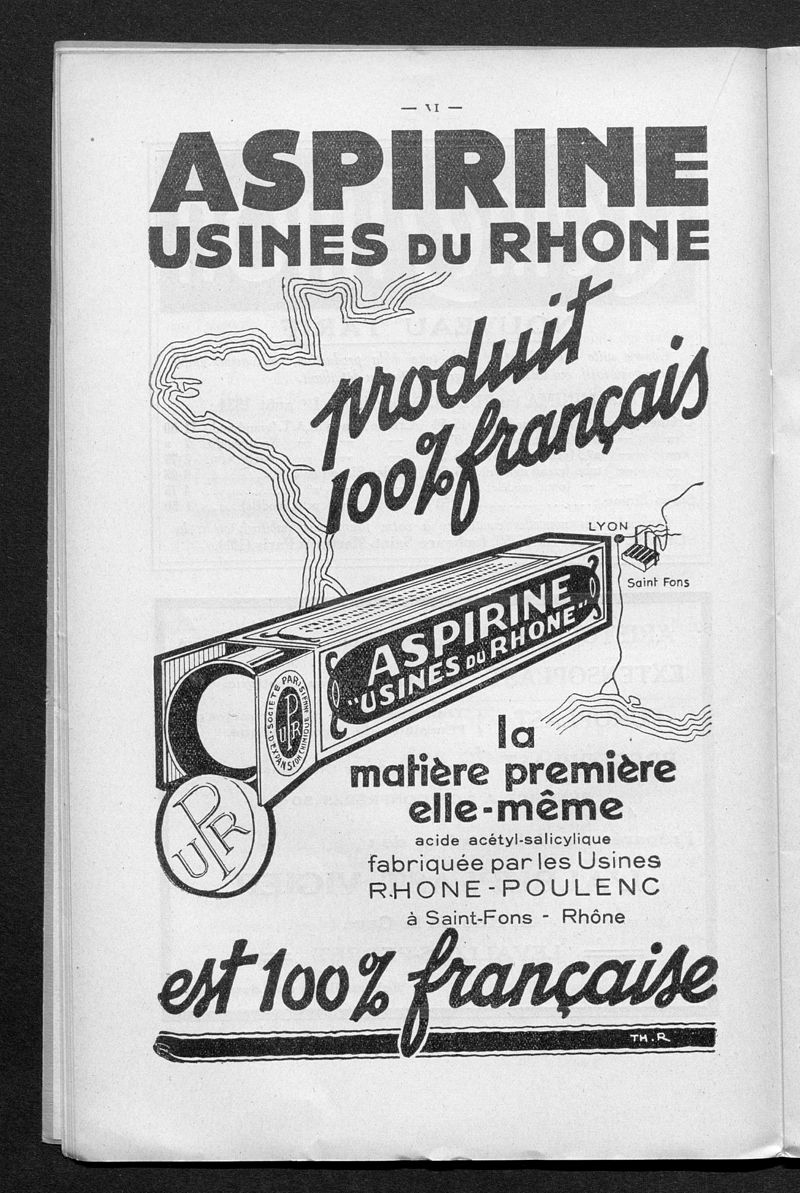 — VI —
ASPIRINE
USINES DU RHONE
produit
100% français
LYON
Saint Fons
ASPIRINE
"USINES DU RHONE"
SOCIÉTÉ PARISIENNE D'EXPANSION CHIMIQUE
UPR
UPR
la
matière première
elle-même
acide acétyl-salicylique
fabriquée par les Usines
RHONE-POULENC
à Saint-Fons - Rhône
est 100% française
TH.R